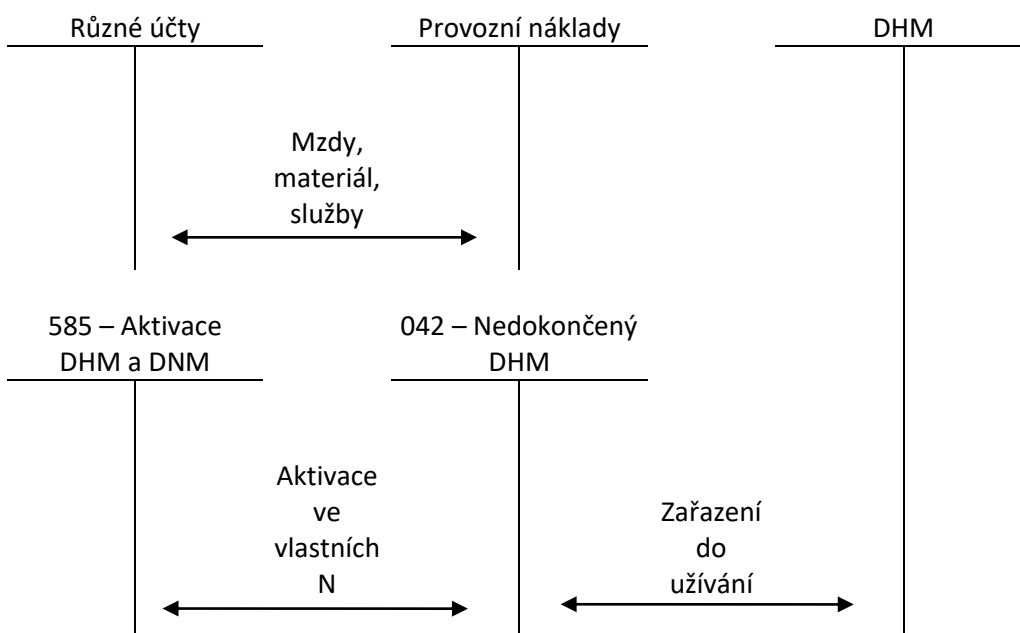 Různé účty
Provozní náklady
DHM
Mzdy,
materiál,
služby
585 – Aktivace
DHM a DNM
042 – Nedokončený
DHM
Aktivace
ve
vlastních
N
Zařazení
do
užívání